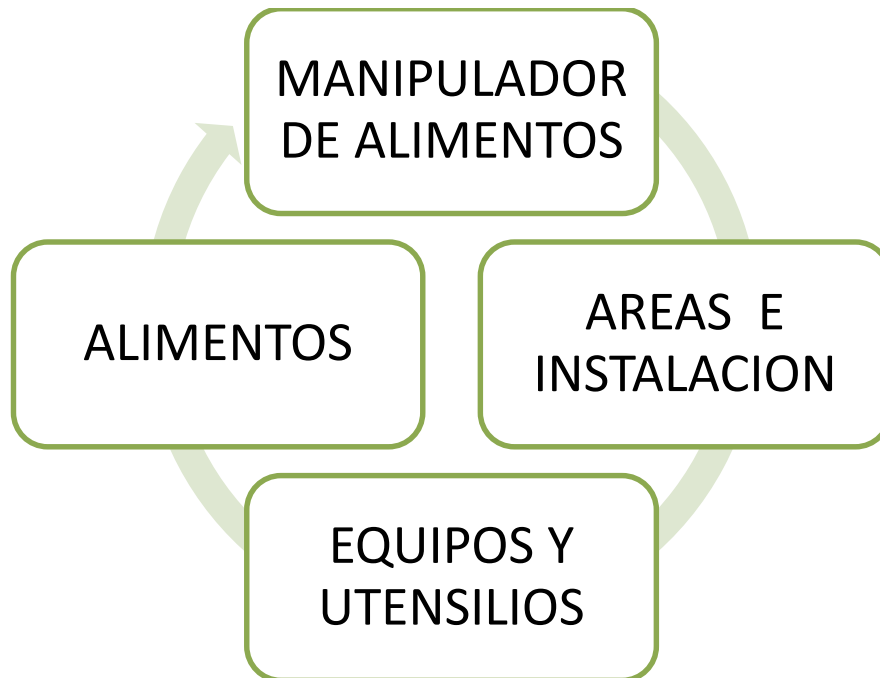 MANIPULADOR
DE ALIMENTOS
AREAS  E
INSTALACION
EQUIPOS Y
UTENSILIOS
ALIMENTOS